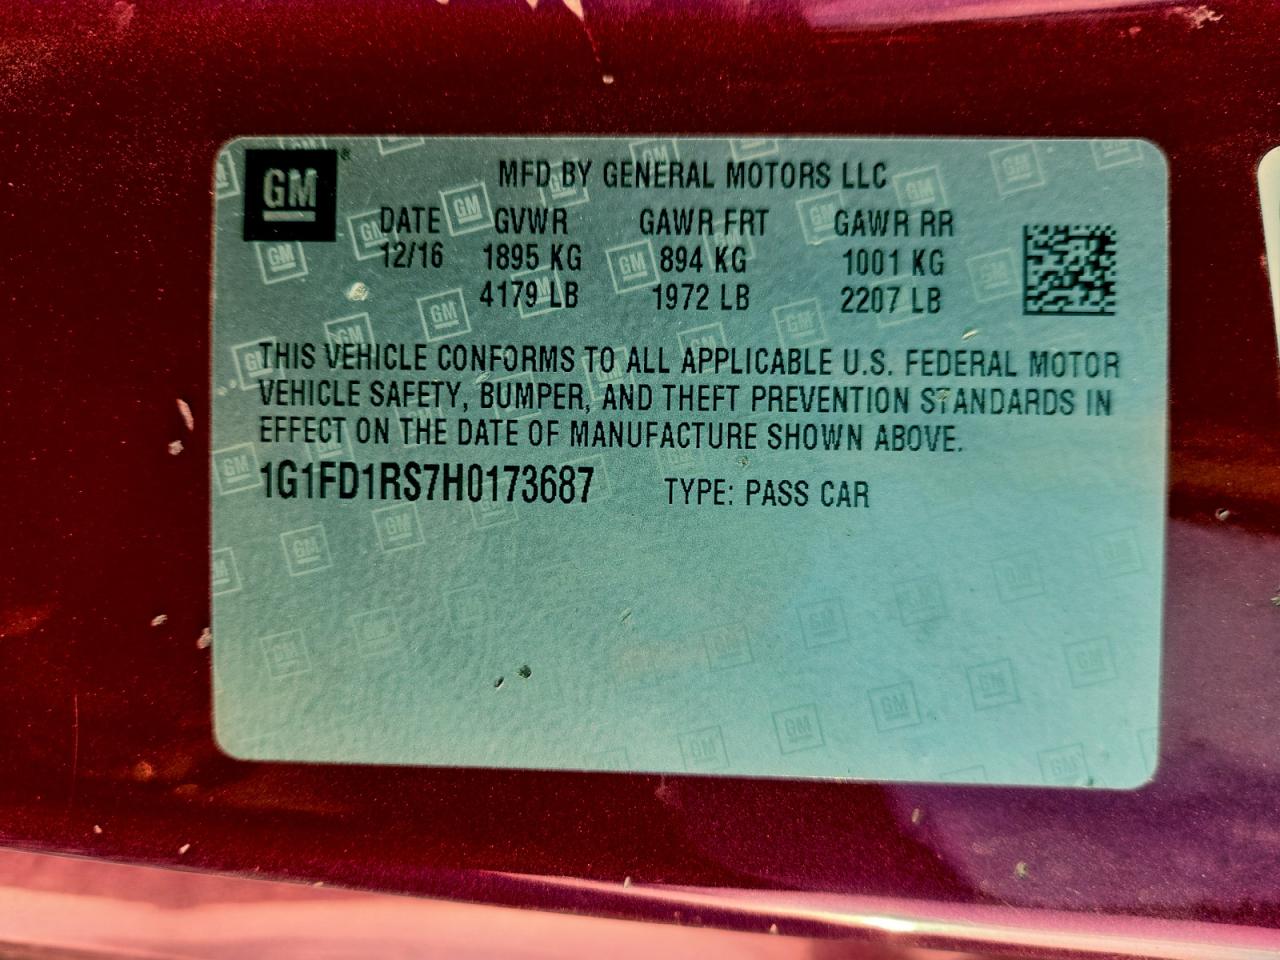 GM
MFD BY GENERAL MOTORS LLC
DATE GVWR GAWR FRT GAWR RR
12/16 1895 KG 894 KG 1001 KG
4179 LB 1972 LB 2207 LB
THIS VEHICLE CONFORMS TO ALL APPLICABLE U.S. FEDERAL MOTOR
VEHICLE SAFETY, BUMPER, AND THEFT PREVENTION STANDARDS IN
EFFECT ON THE DATE OF MANUFACTURE SHOWN ABOVE.
1G1FD1RS7H0173687 TYPE: PASS CAR